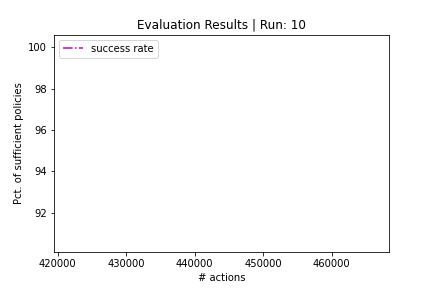 Evaluation Results | Run: 10
success rate
Pct. of sufficient policies
100
98
96
94
92
420000 430000 440000 450000 460000
# actions